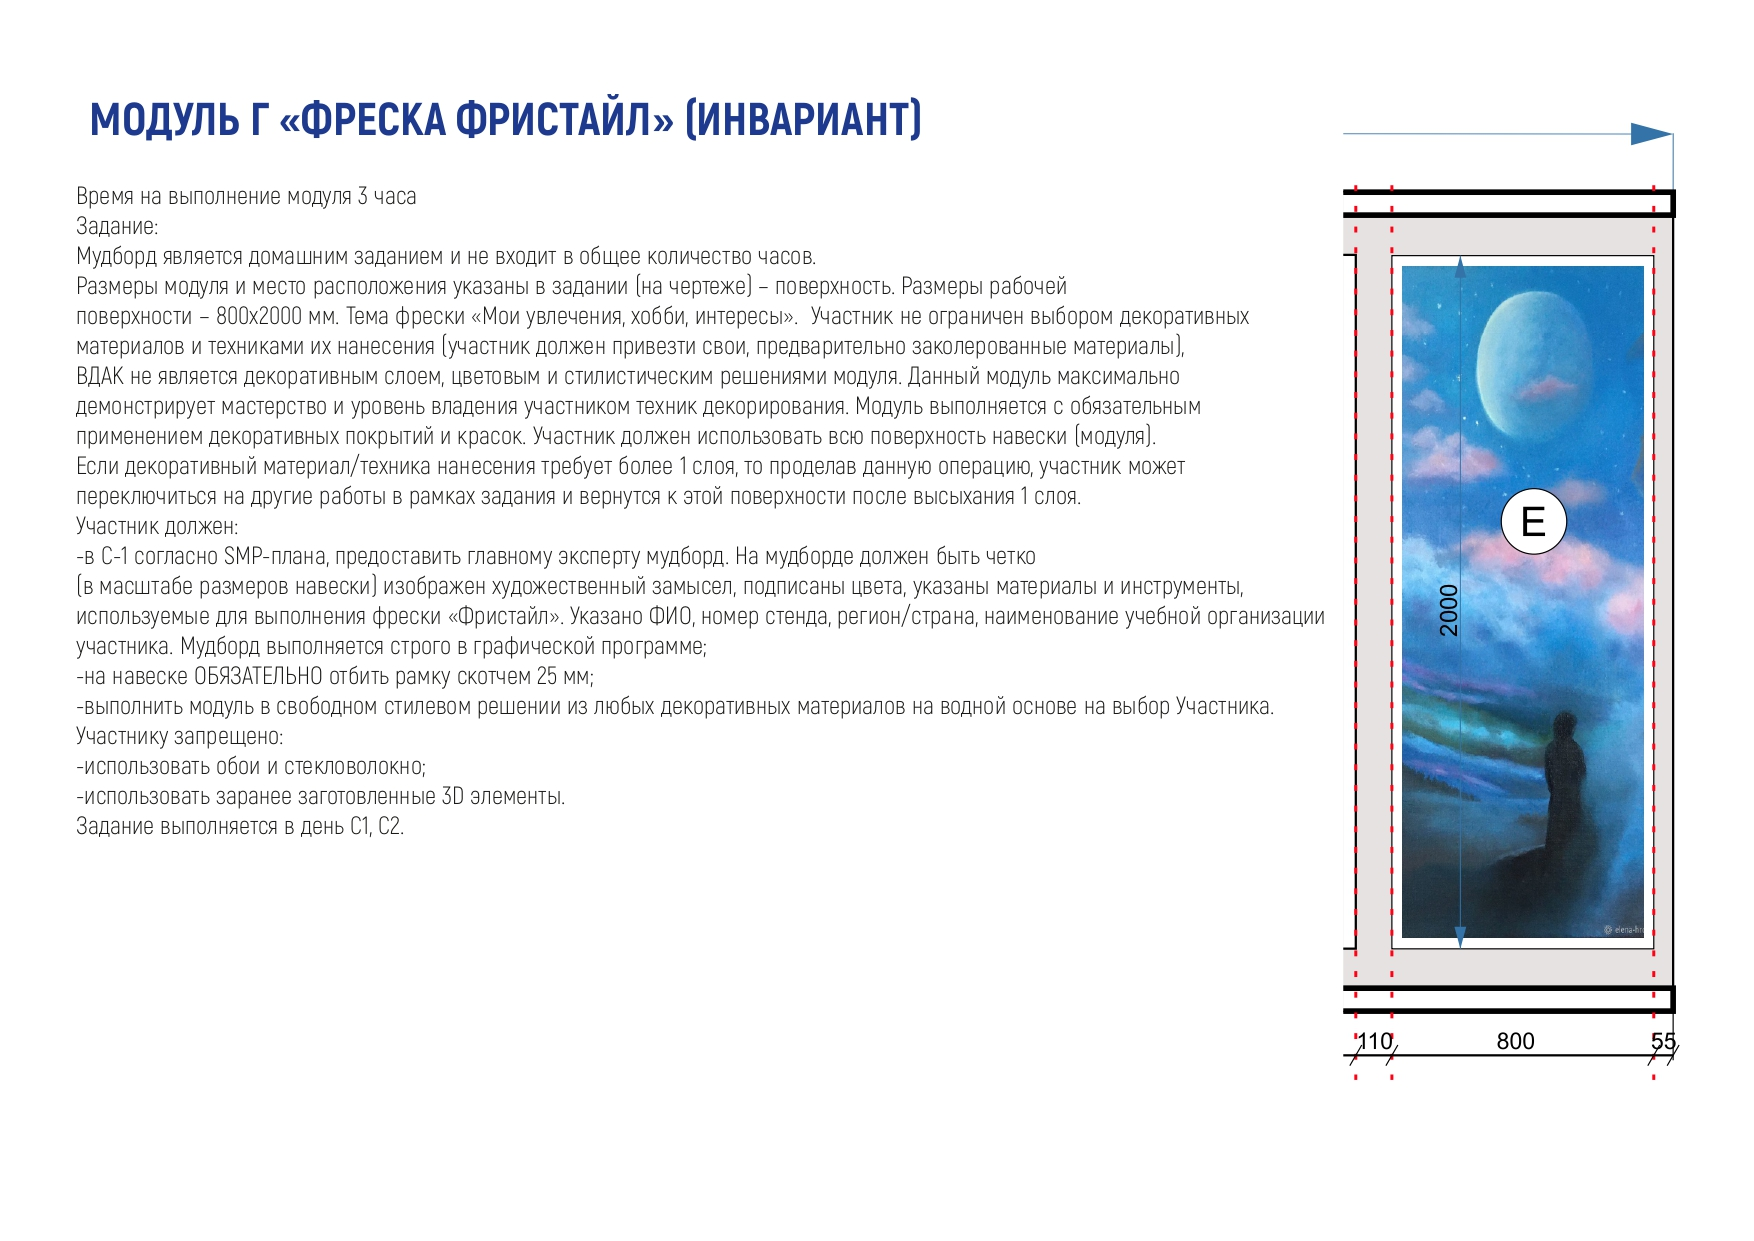 МОДУЛЬ Г «ФРЕСКА ФРИСТАЙЛ» (ИНВАРИАНТ)
Время на выполнение модуля 3 часа
Задание:
Мудборд является домашним заданием и не входит в общее количество часов.
Размеры модуля и место расположения указаны в задании (на чертеже) – поверхность. Размеры рабочей
поверхности – 800х2000 мм. Тема фрески «Мои увлечения, хобби, интересы». Участник не ограничен выбором декоративных
материалов и техниками их нанесения (участник должен привезти свои, предварительно заколерованные материалы),
ВДАК не является декоративным слоем, цветовым и стилистическим решениями модуля. Данный модуль максимально
демонстрирует мастерство и уровень владения участником техник декорирования. Модуль выполняется с обязательным
применением декоративных покрытий и красок. Участник должен использовать всю поверхность навески (модуля).
Если декоративный материал/техника нанесения требует более 1 слоя, то проделав данную операцию, участник может
переключиться на другие работы в рамках задания и вернутся к этой поверхности после высыхания 1 слоя.
Участник должен:
-в С-1 согласно SMP-плана, предоставить главному эксперту мудборд. На мудборде должен быть четко
(в масштабе размеров навески) изображен художественный замысел, подписаны цвета, указаны материалы и инструменты,
используемые для выполнения фрески «Фристайл». Указано ФИО, номер стенда, регион/страна, наименование учебной организации
участника. Мудборд выполняется строго в графической программе;
-на навеске ОБЯЗАТЕЛЬНО отбить рамку скотчем 25 мм;
-выполнить модуль в свободном стилевом решении из любых декоративных материалов на водной основе на выбор Участника.
Участнику запрещено:
-использовать обои и стекловолокно;
-использовать заранее заготовленные 3D элементы.
Задание выполняется в день С1, С2.
E
2000
110 800 55